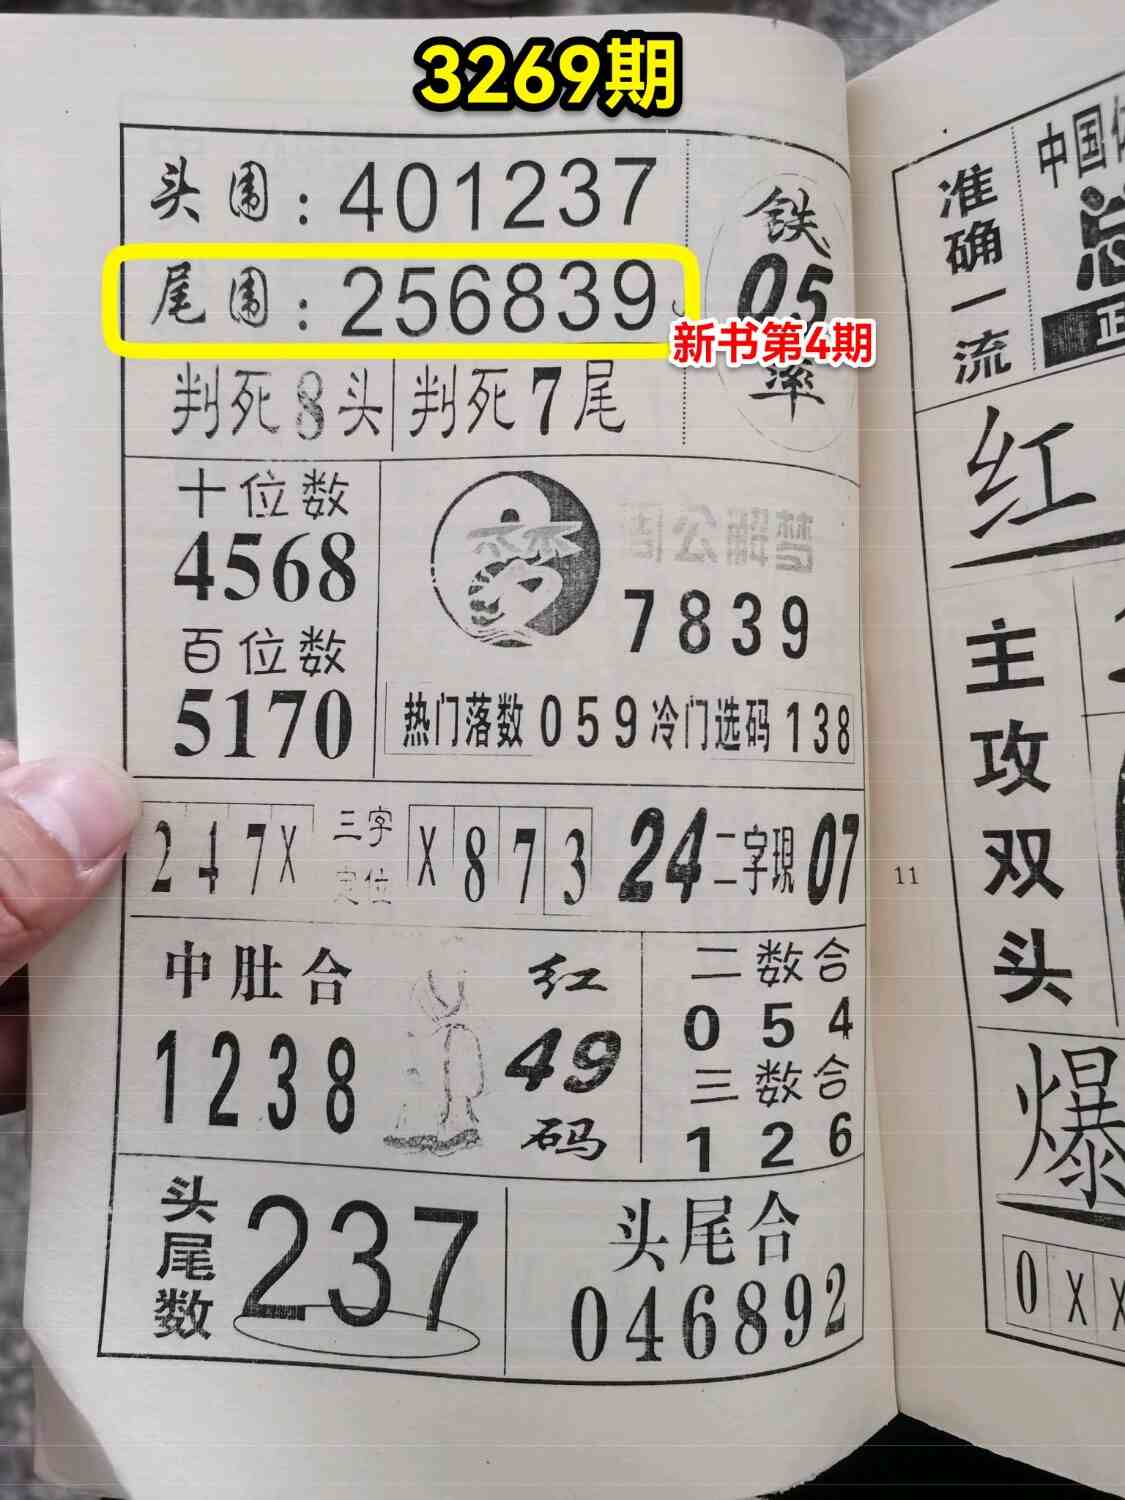 3269期
头围：401237
尾围：256839
新书第4期
铁
05
率
判死8头
判死7尾
十位数
4568
百位数
5170
梦
周公解梦
7839
热门落数 059 冷门选码 138
247X
三字
定位
X873
24 二字現 07
中肚合
1238
红
49
码
二数合
054
三数合
126
头尾数
237
头尾合
046892
11
准确一流
中国体
总
正
红
主攻双头
爆
0XX